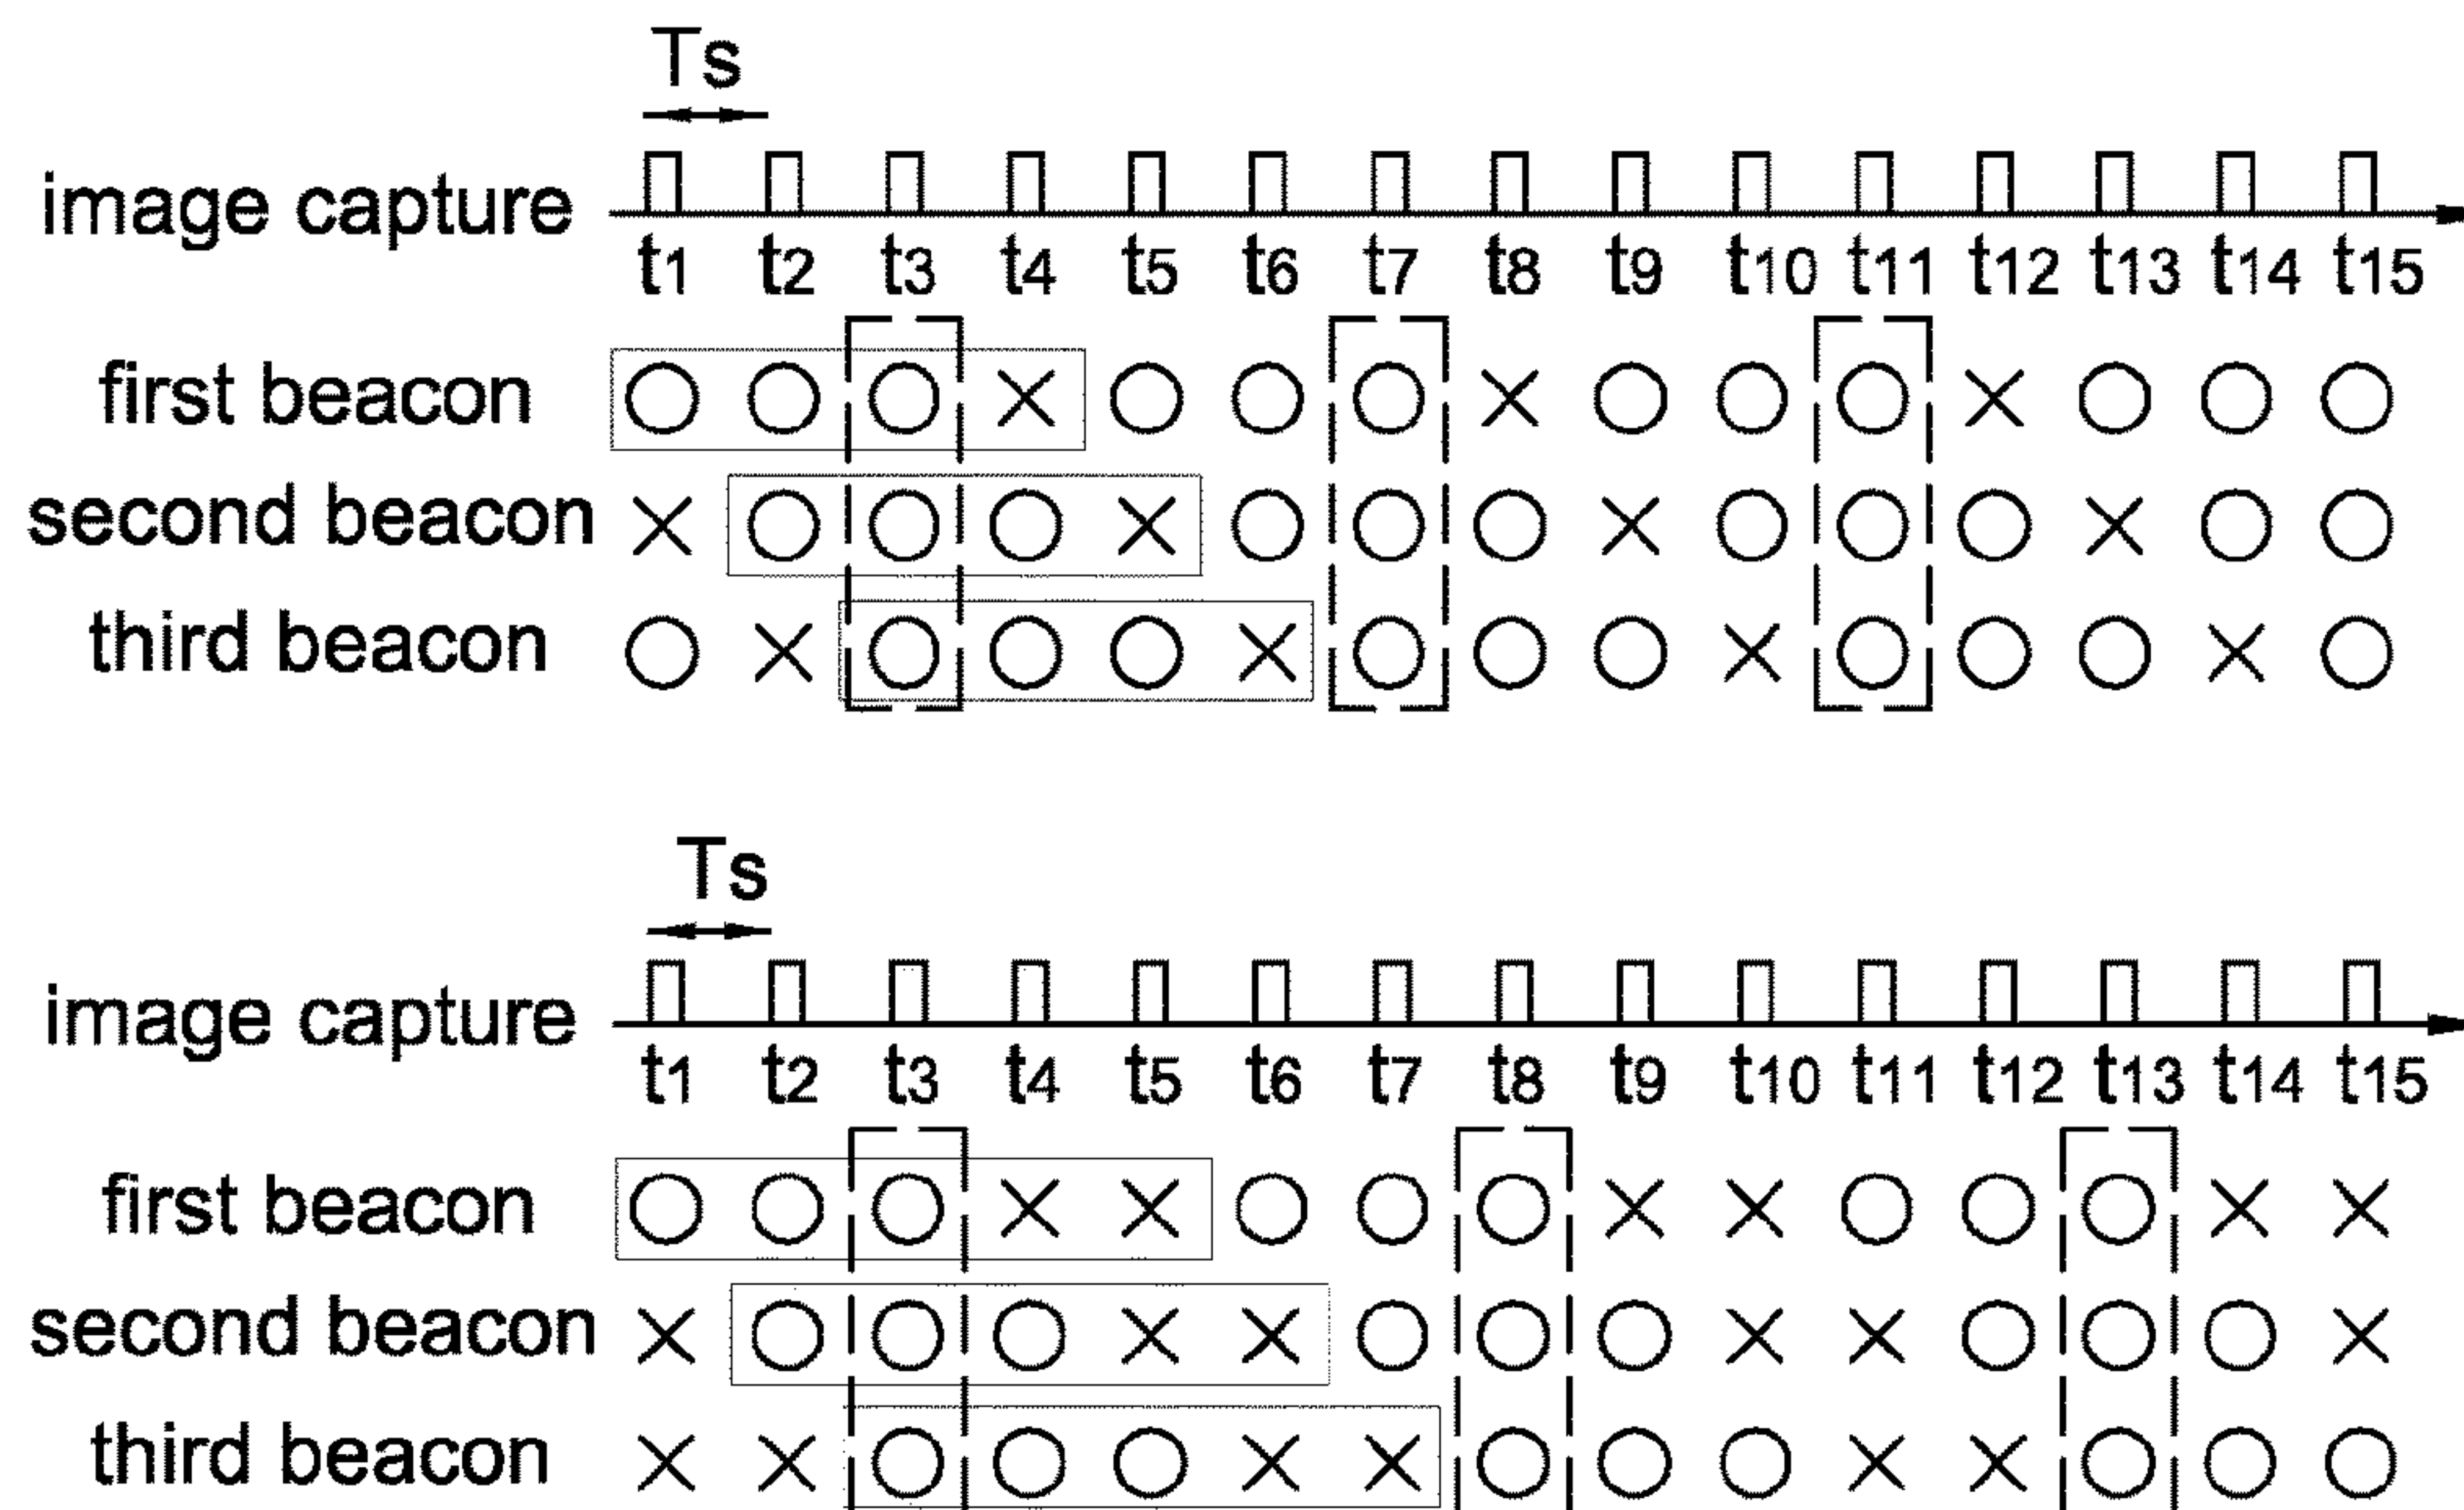 Ts
image capture
t1 t2 t3 t4 t5 t6 t7 t8 t9 t10 t11 t12 t13 t14 t15
first beacon
second beacon
third beacon
Ts
image capture
t1 t2 t3 t4 t5 t6 t7 t8 t9 t10 t11 t12 t13 t14 t15
first beacon
second beacon
third beacon